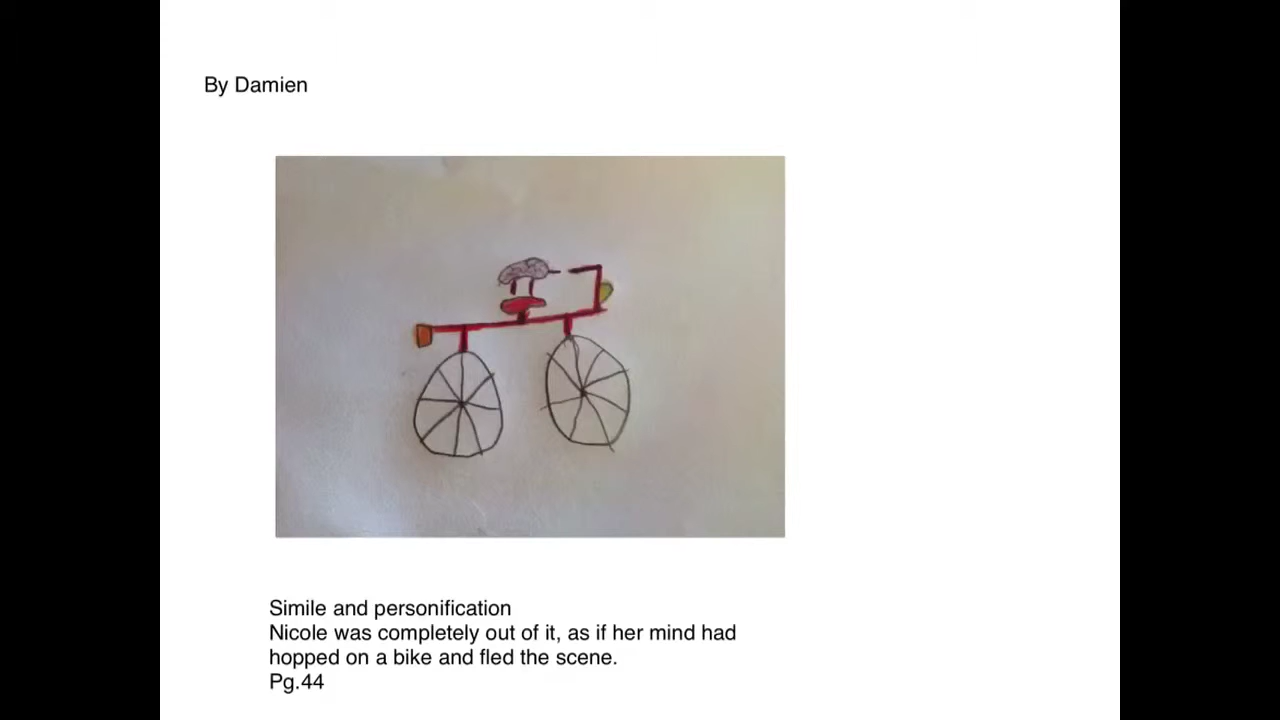 By Damien
Simile and personification
Nicole was completely out of it, as if her mind had
hopped on a bike and fled the scene.
Pg.44